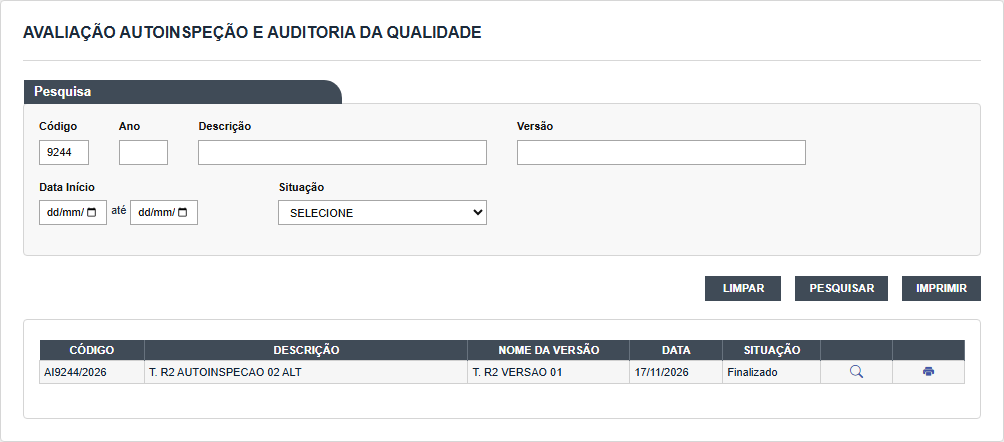 AVALIAÇÃO AUTOINSPEÇÃO E AUDITORIA DA QUALIDADE
Pesquisa
Código Ano Descrição Versão
9244
Data Início Situação
dd/mm/ até dd/mm/ SELECIONE
LIMPAR PESQUISAR IMPRIMIR
CÓDIGO DESCRIÇÃO NOME DA VERSÃO DATA SITUAÇÃO
AI9244/2026 T. R2 AUTOINSPECAO 02 ALT T. R2 VERSAO 01 17/11/2026 Finalizado